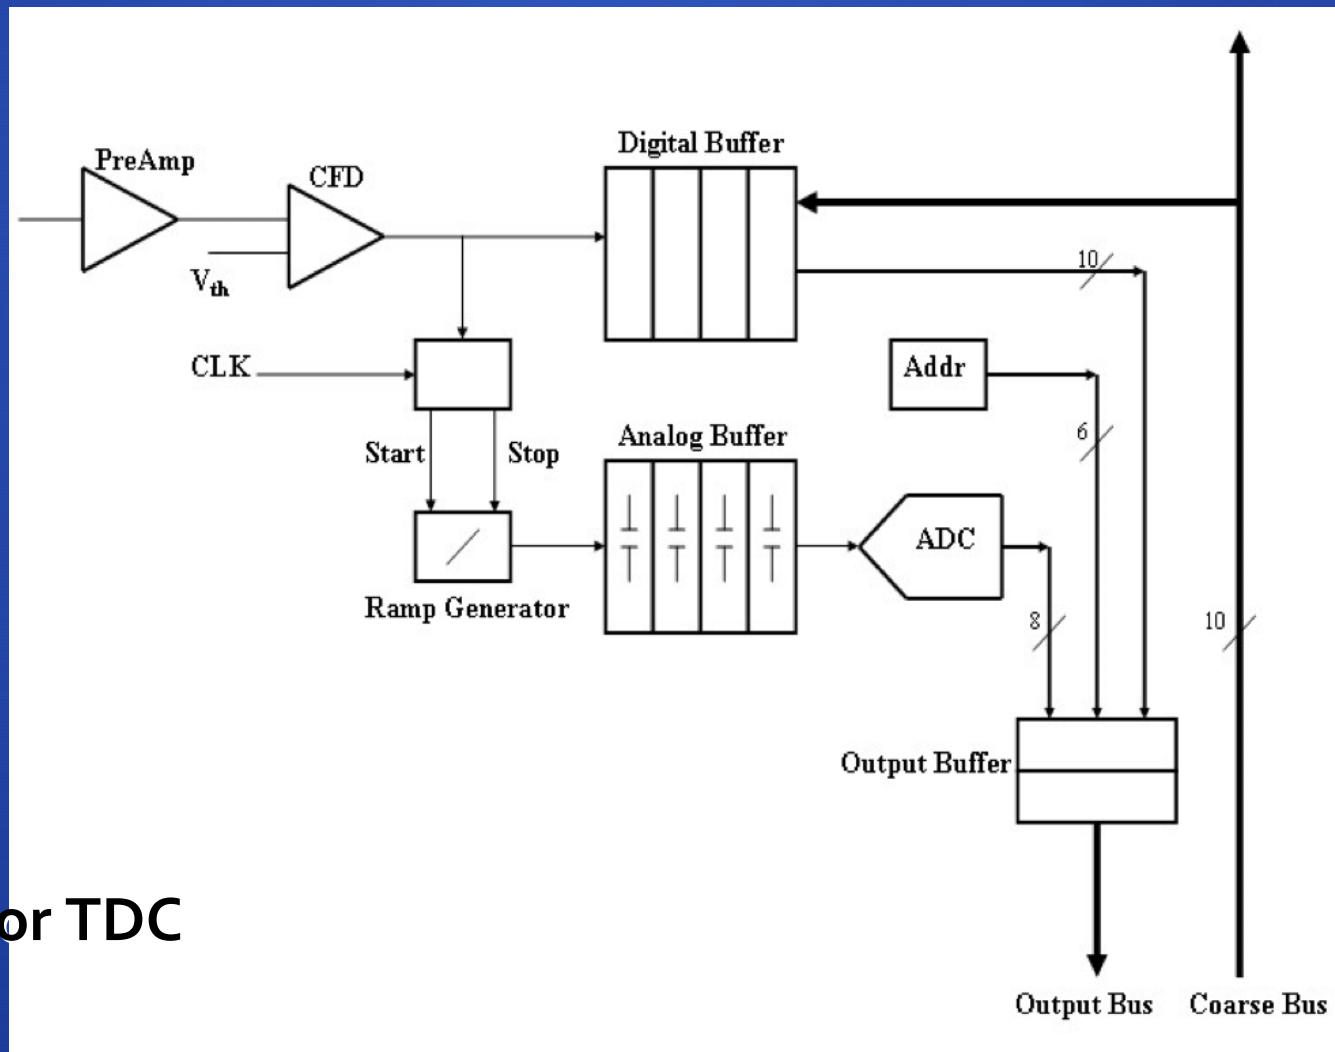 PreAmp
CFD
Vth
Digital Buffer
10
CLK
Addr
Start
Stop
6
Analog Buffer
ADC
Ramp Generator
8
10
Output Buffer
or TDC
Output Bus
Coarse Bus